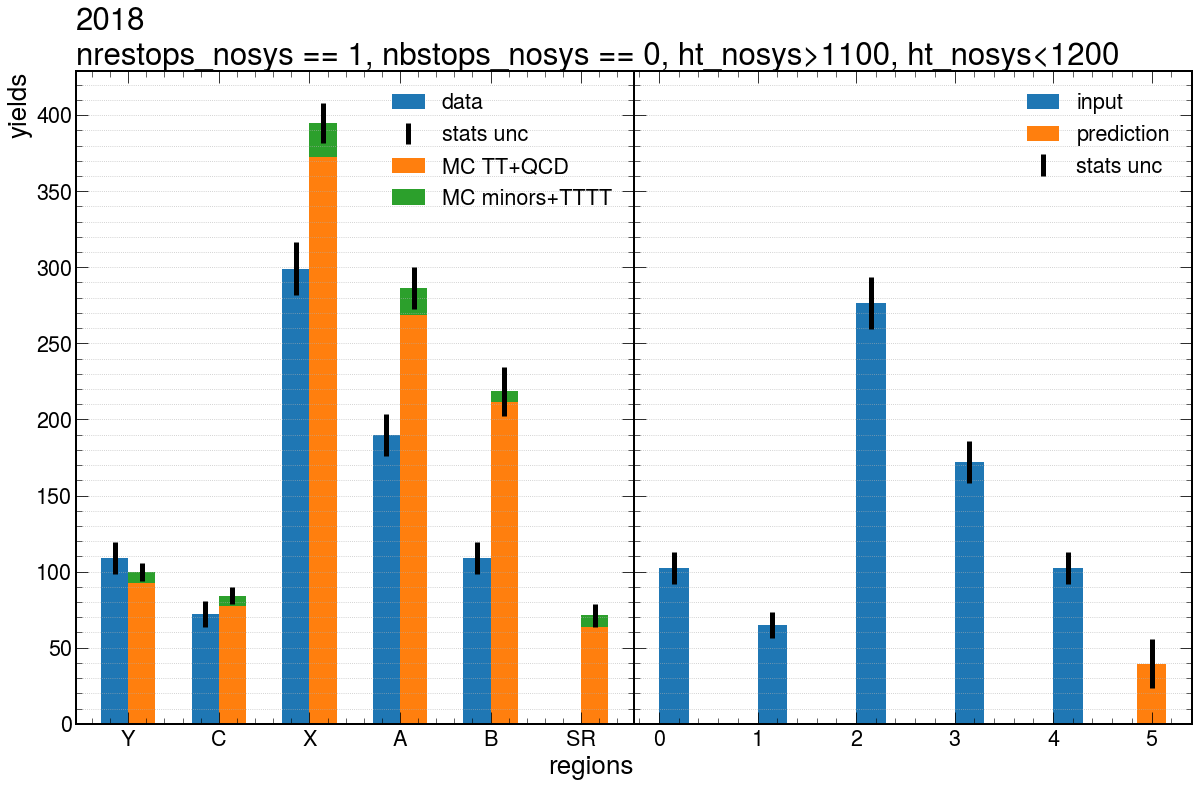 2018
nrestops_nosys == 1, nbstops_nosys == 0, ht_nosys>1100, ht_nosys<1200
yields
400
350
300
250
200
150
100
50
0
data
stats unc
MC TT+QCD
MC minors+TTTT
input
prediction
stats unc
Y C X A B SR 0 1 2 3 4 5
regions